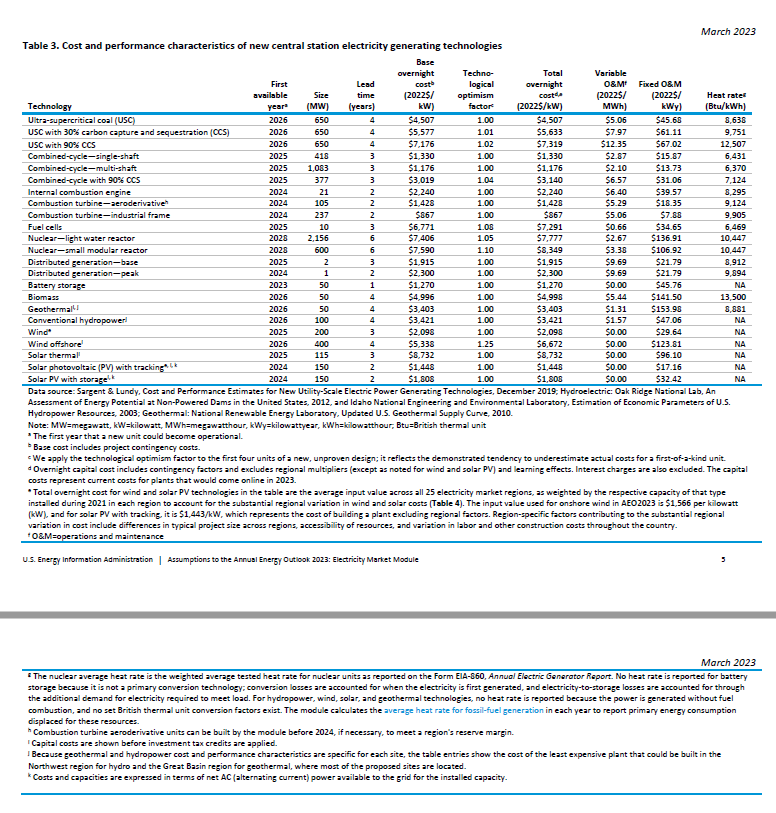 March 2023
Table 3. Cost and performance characteristics of new central station electricity generating technologies
Technology First available yearᵃ Size (MW) Lead time (years) Base overnight costᵇ (2022$/kW) Techno-logical optimism factorᶜ Total overnight costᵈ,ᵉ (2022$/kW) Variable O&Mᶠ (2022$/MWh) Fixed O&M (2022$/kWy) Heat rateᵍ (Btu/kWh)
Ultra-supercritical coal (USC) 2026 650 4 $4,507 1.00 $4,507 $5.06 $45.68 8,638
USC with 30% carbon capture and sequestration (CCS) 2026 650 4 $5,577 1.01 $5,633 $7.97 $61.11 9,751
USC with 90% CCS 2026 650 4 $7,176 1.02 $7,319 $12.35 $67.02 12,507
Combined-cycle—single-shaft 2025 418 3 $1,330 1.00 $1,330 $2.87 $15.87 6,431
Combined-cycle—multi-shaft 2025 1,083 3 $1,176 1.00 $1,176 $2.10 $13.73 6,370
Combined-cycle with 90% CCS 2025 377 3 $3,019 1.04 $3,140 $6.57 $31.06 7,124
Internal combustion engine 2024 21 2 $2,240 1.00 $2,240 $6.40 $39.57 8,295
Combustion turbine—aeroderivativeʰ 2024 105 2 $1,428 1.00 $1,428 $5.29 $18.35 9,124
Combustion turbine—industrial frame 2024 237 2 $867 1.00 $867 $5.06 $7.88 9,905
Fuel cells 2025 10 3 $6,771 1.08 $7,291 $0.66 $34.65 6,469
Nuclear—light water reactor 2028 2,156 6 $7,406 1.05 $7,777 $2.67 $136.91 10,447
Nuclear—small modular reactor 2028 600 6 $7,590 1.10 $8,349 $3.38 $106.92 10,447
Distributed generation—base 2025 2 3 $1,915 1.00 $1,915 $9.69 $21.79 8,912
Distributed generation—peak 2024 1 2 $2,300 1.00 $2,300 $9.69 $21.79 9,894
Battery storage 2023 50 1 $1,270 1.00 $1,270 $0.00 $45.76 NA
Biomass 2026 50 4 $4,996 1.00 $4,998 $5.44 $141.50 13,500
Geothermalⁱ,ʲ 2026 50 4 $3,403 1.00 $3,403 $1.31 $153.98 8,881
Conventional hydropowerʲ 2026 100 4 $3,421 1.00 $3,421 $1.57 $47.06 NA
Windᵉ 2025 200 3 $2,098 1.00 $2,098 $0.00 $29.64 NA
Wind offshoreⁱ 2026 400 4 $5,338 1.25 $6,672 $0.00 $123.81 NA
Solar thermalⁱ 2025 115 3 $8,732 1.00 $8,732 $0.00 $96.10 NA
Solar photovoltaic (PV) with trackingᵉ,ⁱ,ᵏ 2024 150 2 $1,448 1.00 $1,448 $0.00 $17.16 NA
Solar PV with storageⁱ,ᵏ 2024 150 2 $1,808 1.00 $1,808 $0.00 $32.42 NA
Data source: Sargent & Lundy, Cost and Performance Estimates for New Utility-Scale Electric Power Generating Technologies, December 2019; Hydroelectric: Oak Ridge National Lab, An
Assessment of Energy Potential at Non-Powered Dams in the United States, 2012, and Idaho National Engineering and Environmental Laboratory, Estimation of Economic Parameters of U.S.
Hydropower Resources, 2003; Geothermal: National Renewable Energy Laboratory, Updated U.S. Geothermal Supply Curve, 2010.
Note: MW=megawatt, kW=kilowatt, MWh=megawatthour, kWy=kilowattyear, kWh=kilowatthour; Btu=British thermal unit
ᵃ The first year that a new unit could become operational.
ᵇ Base cost includes project contingency costs.
ᶜ We apply the technological optimism factor to the first four units of a new, unproven design; it reflects the demonstrated tendency to underestimate actual costs for a first-of-a-kind unit.
ᵈ Overnight capital cost includes contingency factors and excludes regional multipliers (except as noted for wind and solar PV) and learning effects. Interest charges are also excluded. The capital
costs represent current costs for plants that would come online in 2023.
ᵉ Total overnight cost for wind and solar PV technologies in the table are the average input value across all 25 electricity market regions, as weighted by the respective capacity of that type
installed during 2021 in each region to account for the substantial regional variation in wind and solar costs (Table 4). The input value used for onshore wind in AEO2023 is $1,566 per kilowatt
(kW), and for solar PV with tracking, it is $1,443/kW, which represents the cost of building a plant excluding regional factors. Region-specific factors contributing to the substantial regional
variation in cost include differences in typical project size across regions, accessibility of resources, and variation in labor and other construction costs throughout the country.
ᶠ O&M=operations and maintenance
U.S. Energy Information Administration | Assumptions to the Annual Energy Outlook 2023: Electricity Market Module 5
March 2023
ᵍ The nuclear average heat rate is the weighted average tested heat rate for nuclear units as reported on the Form EIA-860, Annual Electric Generator Report. No heat rate is reported for battery
storage because it is not a primary conversion technology; conversion losses are accounted for when the electricity is first generated, and electricity-to-storage losses are accounted for through
the additional demand for electricity required to meet load. For hydropower, wind, solar, and geothermal technologies, no heat rate is reported because the power is generated without fuel
combustion, and no set British thermal unit conversion factors exist. The module calculates the average heat rate for fossil-fuel generation in each year to report primary energy consumption
displaced for these resources.
ʰ Combustion turbine aeroderivative units can be built by the module before 2024, if necessary, to meet a region's reserve margin.
ⁱ Capital costs are shown before investment tax credits are applied.
ʲ Because geothermal and hydropower cost and performance characteristics are specific for each site, the table entries show the cost of the least expensive plant that could be built in the
Northwest region for hydro and the Great Basin region for geothermal, where most of the proposed sites are located.
ᵏ Costs and capacities are expressed in terms of net AC (alternating current) power available to the grid for the installed capacity.